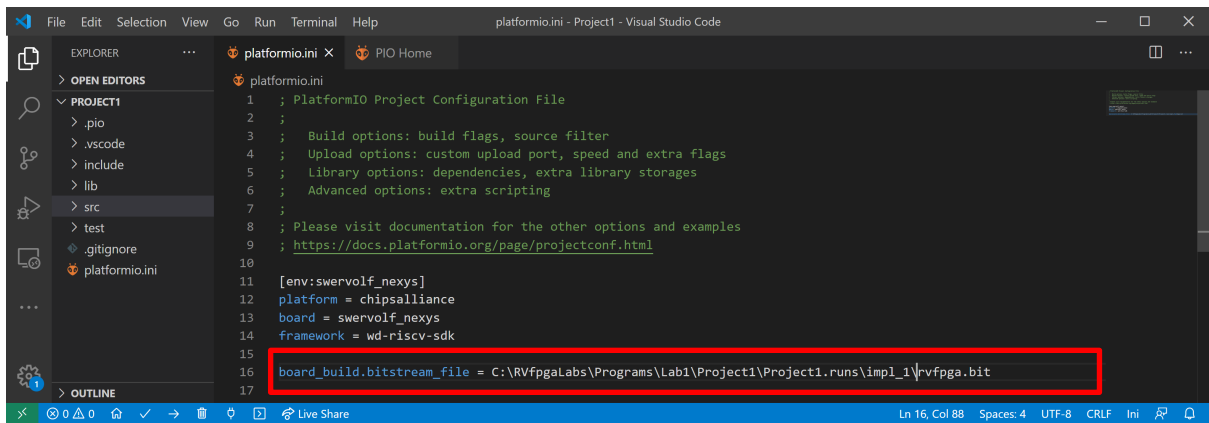 File Edit Selection View Go Run Terminal Help platformio.ini - Project1 - Visual Studio Code
EXPLORER ···
OPEN EDITORS
PROJECT1
.pio
.vscode
include
lib
src
test
.gitignore
platformio.ini
OUTLINE
platformio.ini PIO Home
platformio.ini
1 ; PlatformIO Project Configuration File
2 ;
3 ;   Build options: build flags, source filter
4 ;   Upload options: custom upload port, speed and extra flags
5 ;   Library options: dependencies, extra library storages
6 ;   Advanced options: extra scripting
7 ;
8 ; Please visit documentation for the other options and examples
9 ; https://docs.platformio.org/page/projectconf.html
10
11 [env:swervolf_nexys]
12 platform = chipsalliance
13 board = swervolf_nexys
14 framework = wd-riscv-sdk
15
16 board_build.bitstream_file = C:\RVfpgaLabs\Programs\Lab1\Project1\Project1.runs\impl_1\rvfpga.bit
17
1
0 0 Live Share Ln 16, Col 88 Spaces: 4 UTF-8 CRLF Ini